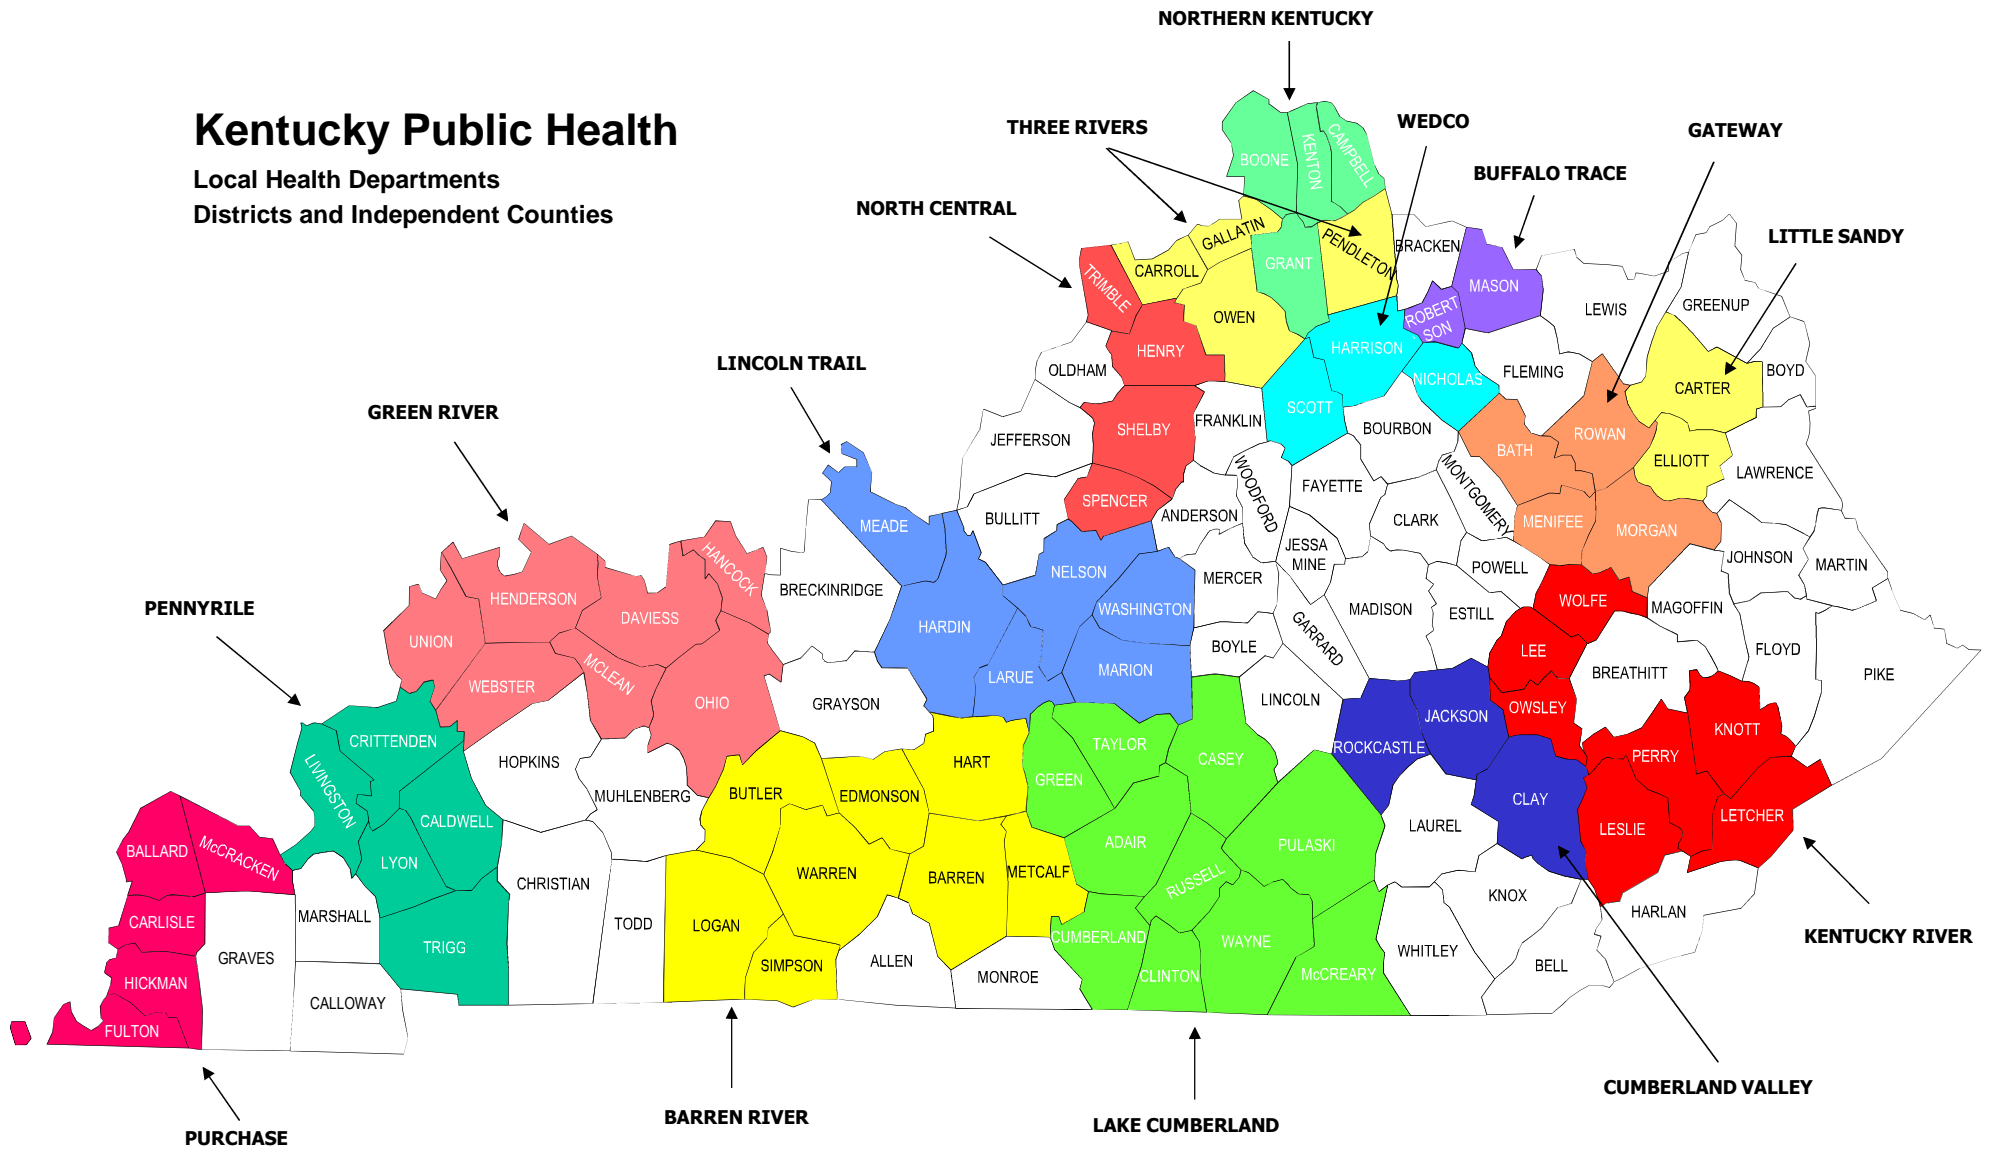 NORTHERN KENTUCKY
Kentucky Public Health
Local Health Departments
Districts and Independent Counties
THREE RIVERS
WEDCO
GATEWAY
BUFFALO TRACE
NORTH CENTRAL
LITTLE SANDY
LINCOLN TRAIL
GREEN RIVER
PENNYRILE
BOONE
KENTON
CAMPBELL
GALLATIN
PENDLETON
BRACKEN
CARROLL
GRANT
TRIMBLE
MASON
ROBERT
SON
LEWIS
GREENUP
OWEN
HENRY
HARRISON
OLDHAM
NICHOLAS
FLEMING
BOYD
CARTER
SCOTT
SHELBY
FRANKLIN
BOURBON
JEFFERSON
ROWAN
BATH
ELLIOTT
LAWRENCE
WOODFORD
FAYETTE
MONTGOMERY
SPENCER
ANDERSON
BULLITT
CLARK
MENIFEE
MORGAN
MEADE
JESSA
MINE
JOHNSON
MARTIN
HANCOCK
BRECKINRIDGE
NELSON
MERCER
POWELL
HENDERSON
DAVIESS
WASHINGTON
MADISON
ESTILL
WOLFE
MAGOFFIN
HARDIN
UNION
GARRARD
BOYLE
LEE
FLOYD
BREATHITT
PIKE
MCLEAN
WEBSTER
OHIO
GRAYSON
LARUE
MARION
LINCOLN
JACKSON
OWSLEY
KNOTT
CRITTENDEN
LIVINGSTON
HOPKINS
HART
TAYLOR
CASEY
ROCKCASTLE
PERRY
GREEN
MUHLENBERG
BUTLER
EDMONSON
CLAY
LETCHER
CALDWELL
LAUREL
LESLIE
BALLARD
McCRACKEN
LYON
ADAIR
PULASKI
WARREN
BARREN
METCALF
RUSSELL
CHRISTIAN
KNOX
CARLISLE
MARSHALL
TODD
LOGAN
HARLAN
CUMBERLAND
WAYNE
TRIGG
GRAVES
WHITLEY
SIMPSON
ALLEN
BELL
MONROE
CLINTON
McCREARY
HICKMAN
CALLOWAY
FULTON
KENTUCKY RIVER
CUMBERLAND VALLEY
BARREN RIVER
LAKE CUMBERLAND
PURCHASE